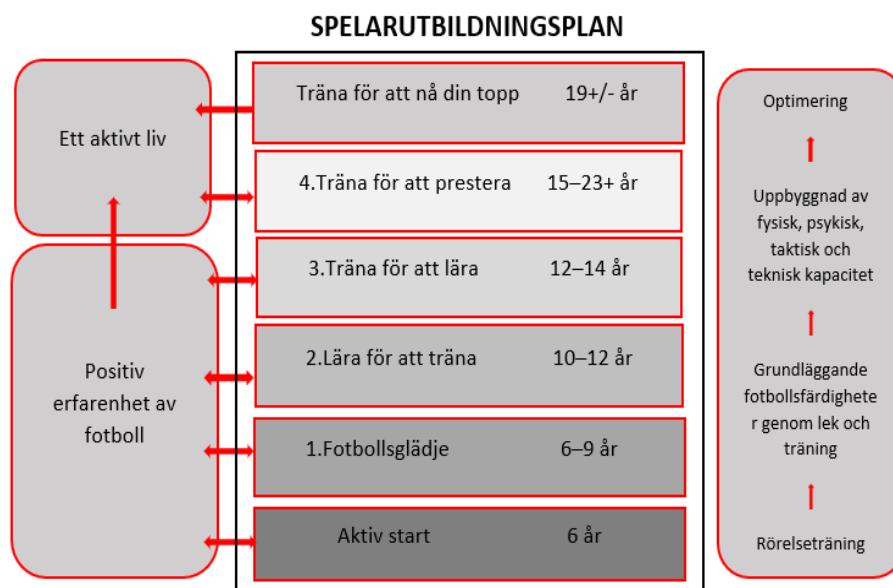 SPELARUTBILDNINGSPLAN
Ett aktivt liv
Positiv
erfarenhet av
fotboll
Träna för att nå din topp 19+/- år
4.Träna för att prestera 15–23+ år
3.Träna för att lära 12–14 år
2.Lära för att träna 10–12 år
1.Fotbollsglädje 6–9 år
Aktiv start 6 år
Optimering
Uppbyggnad av
fysisk, psykisk,
taktisk och
teknisk kapacitet
Grundläggande
fotbollsfärdighete
r genom lek och
träning
Rörelseträning